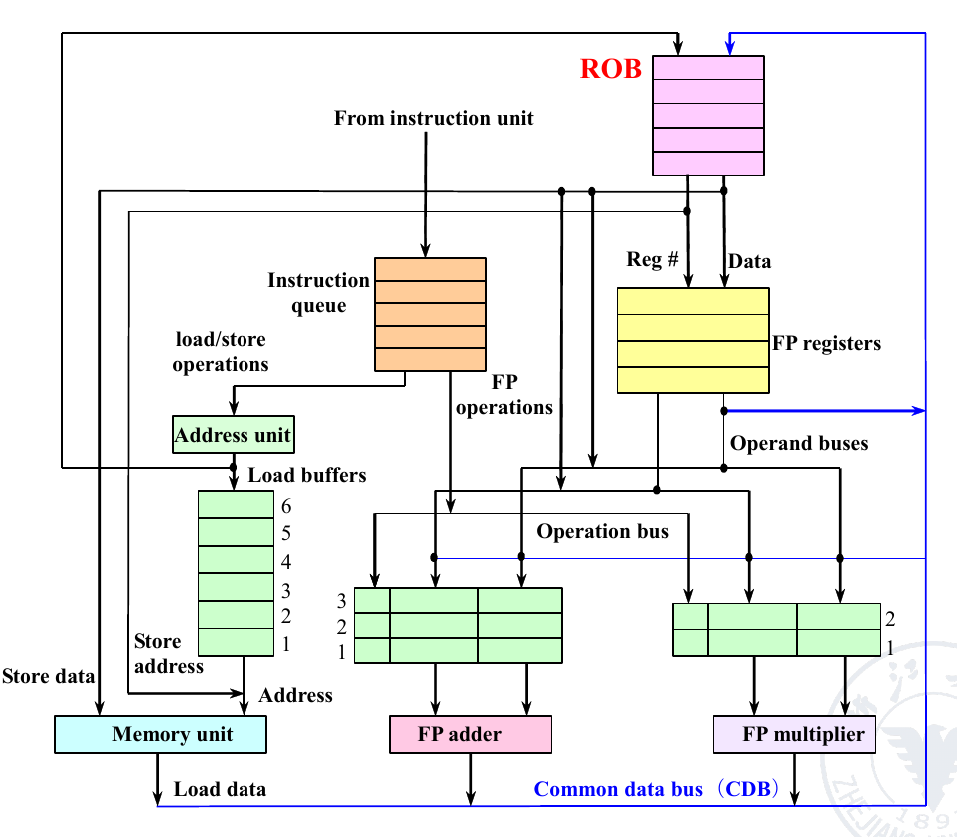 ROB
From instruction unit
Reg #
Data
Instruction
queue
load/store
operations
FP registers
FP
operations
Address unit
Operand buses
Load buffers
6
5
4
3
2
1
Operation bus
3
2
1
2
1
Store
address
Store data
Address
Memory unit
FP adder
FP multiplier
Load data
Common data bus（CDB）